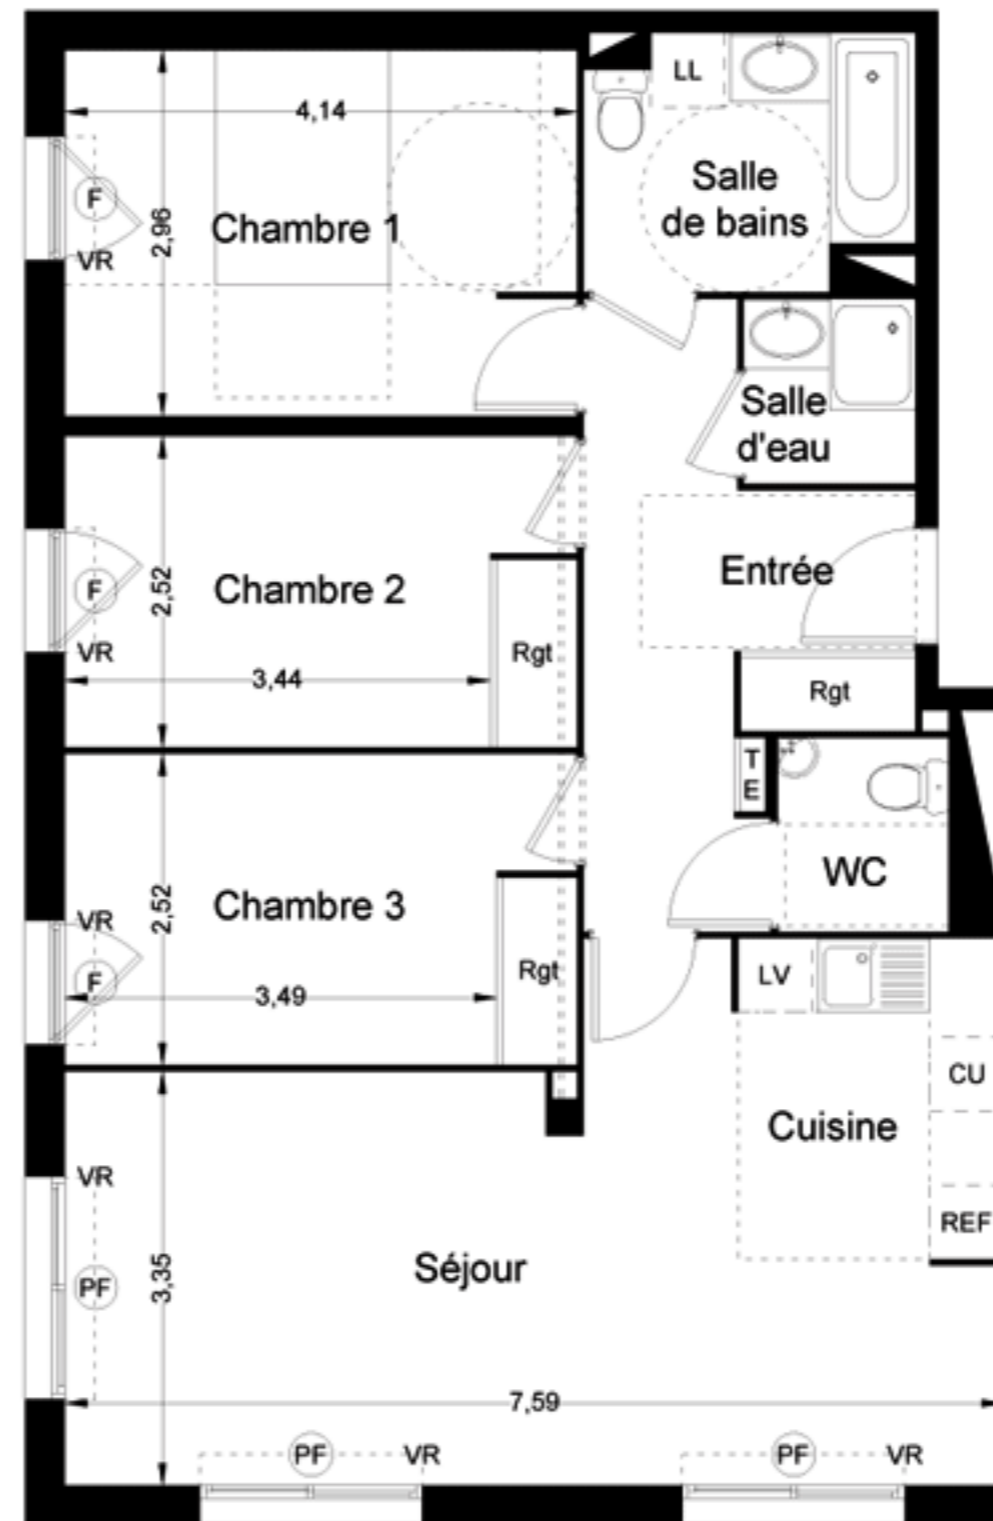 LL
4,14
Salle
de bains
F
Chambre 1
2,96
VR
Salle
d'eau
Entrée
Chambre 2
F
2,52
VR
Rgt
3,44
Rgt
T
E
WC
Chambre 3
VR
2,52
F
Rgt
3,49
LV
CU
Cuisine
VR
REF
Séjour
PF
3,35
7,59
PF
VR
PF
VR